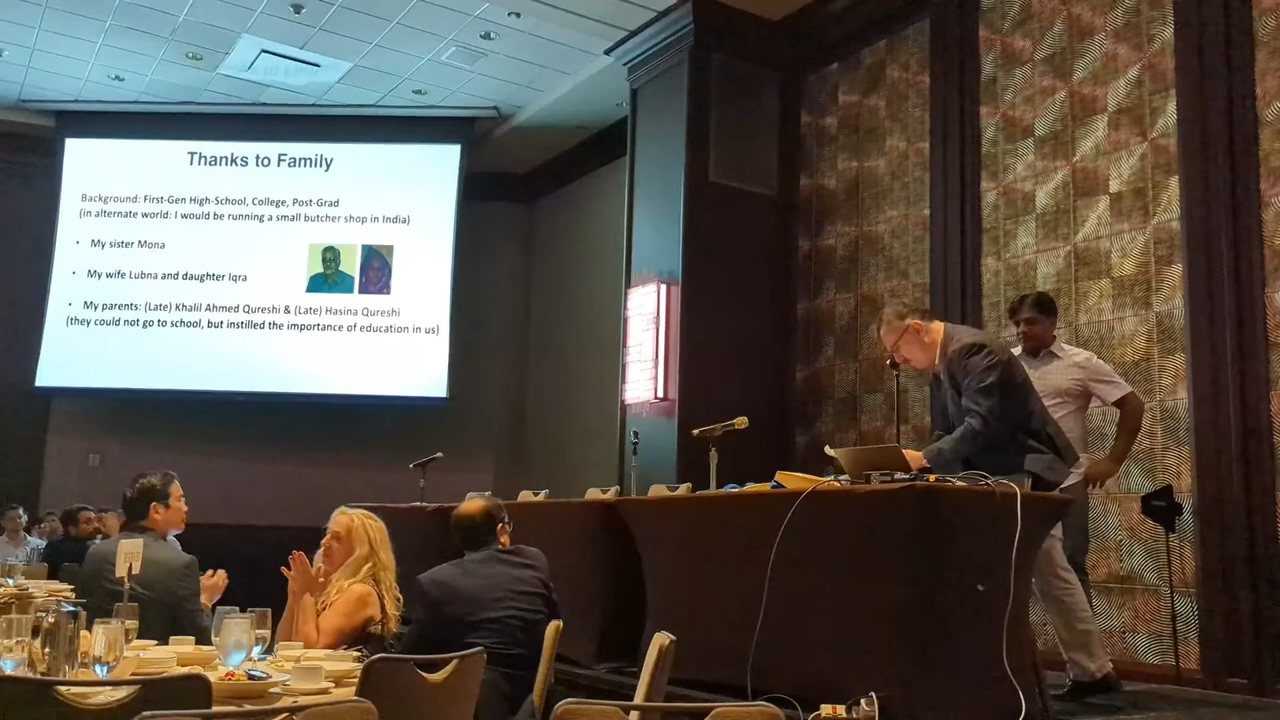 Thanks to Family
Background: First-Gen High-School, College, Post-Grad
(in alternate world: I would be running a small butcher shop in India)
• My sister Mona
• My wife Lubna and daughter Iqra
• My parents: (Late) Khalil Ahmed Qureshi & (Late) Hasina Qureshi
(they could not go to school, but instilled the importance of education in us)